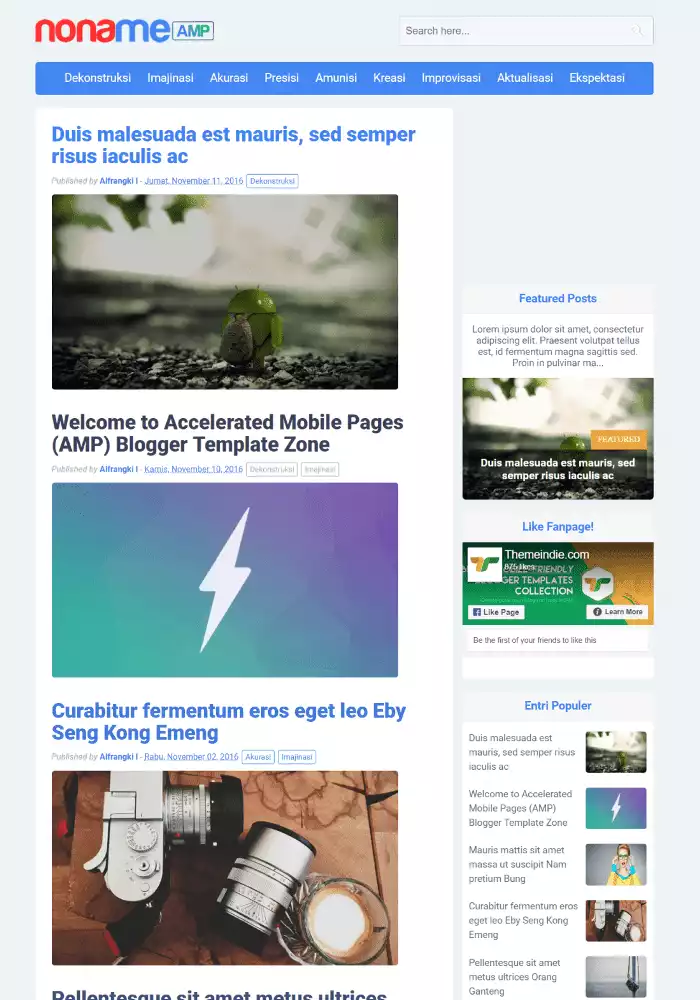 noname AMP
Search here...
Dekonstruksi Imajinasi Akurasi Presisi Amunisi Kreasi Improvisasi Aktualisasi Ekspektasi
Duis malesuada est mauris, sed semper
risus iaculis ac
Published by Alfrangki I - Jumat, November 11, 2016 Dekonstruksi
Welcome to Accelerated Mobile Pages
(AMP) Blogger Template Zone
Published by Alfrangki I - Kamis, November 10, 2016 Dekonstruksi Imajinasi
Curabitur fermentum eros eget leo Eby
Seng Kong Emeng
Published by Alfrangki I - Rabu, November 02, 2016 Akurasi Imajinasi
Pellentesque sit amet metus ultrices
Featured Posts
Lorem ipsum dolor sit amet, consectetur
adipiscing elit. Praesent volutpat tellus
est, id fermentum magna sagittis sed.
Proin in pulvinar ma...
FEATURED
Duis malesuada est mauris, sed
semper risus iaculis ac
Like Fanpage!
Themeindie.com
875 likes
FRIENDLY
TEMPLATES
COLLECTION
Like Page
Learn More
Be the first of your friends to like this
Entri Populer
Duis malesuada est
mauris, sed semper risus
iaculis ac
Welcome to Accelerated
Mobile Pages (AMP)
Blogger Template Zone
Mauris mattis sit amet
massa ut suscipit Nam
pretium Bung
Curabitur fermentum eros
eget leo Eby Seng Kong
Emeng
Pellentesque sit amet
metus ultrices Orang
Ganteng